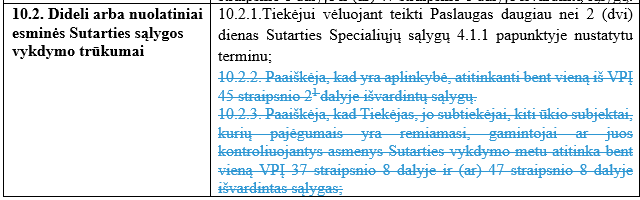 10.2. Dideli arba nuolatiniai
esminės Sutarties sąlygos
vykdymo trūkumai
10.2.1.Tiekėjui vėluojant teikti Paslaugas daugiau nei 2 (dvi)
dienas Sutarties Specialiųjų sąlygų 4.1.1 papunktyje nustatytu
terminu;
10.2.2. Paaiškėja, kad yra aplinkybė, atitinkanti bent vieną iš VPĮ
45 straipsnio 2¹ dalyje išvardintų sąlygų.
10.2.3. Paaiškėja, kad Tiekėjas, jo subtiekėjai, kiti ūkio subjektai,
kurių pajėgumais yra remiamasi, gamintojai ar juos
kontroliuojantys asmenys Sutarties vykdymo metu atitinka bent
vieną VPĮ 37 straipsnio 8 dalyje ir (ar) 47 straipsnio 8 dalyje
išvardintas sąlygas;